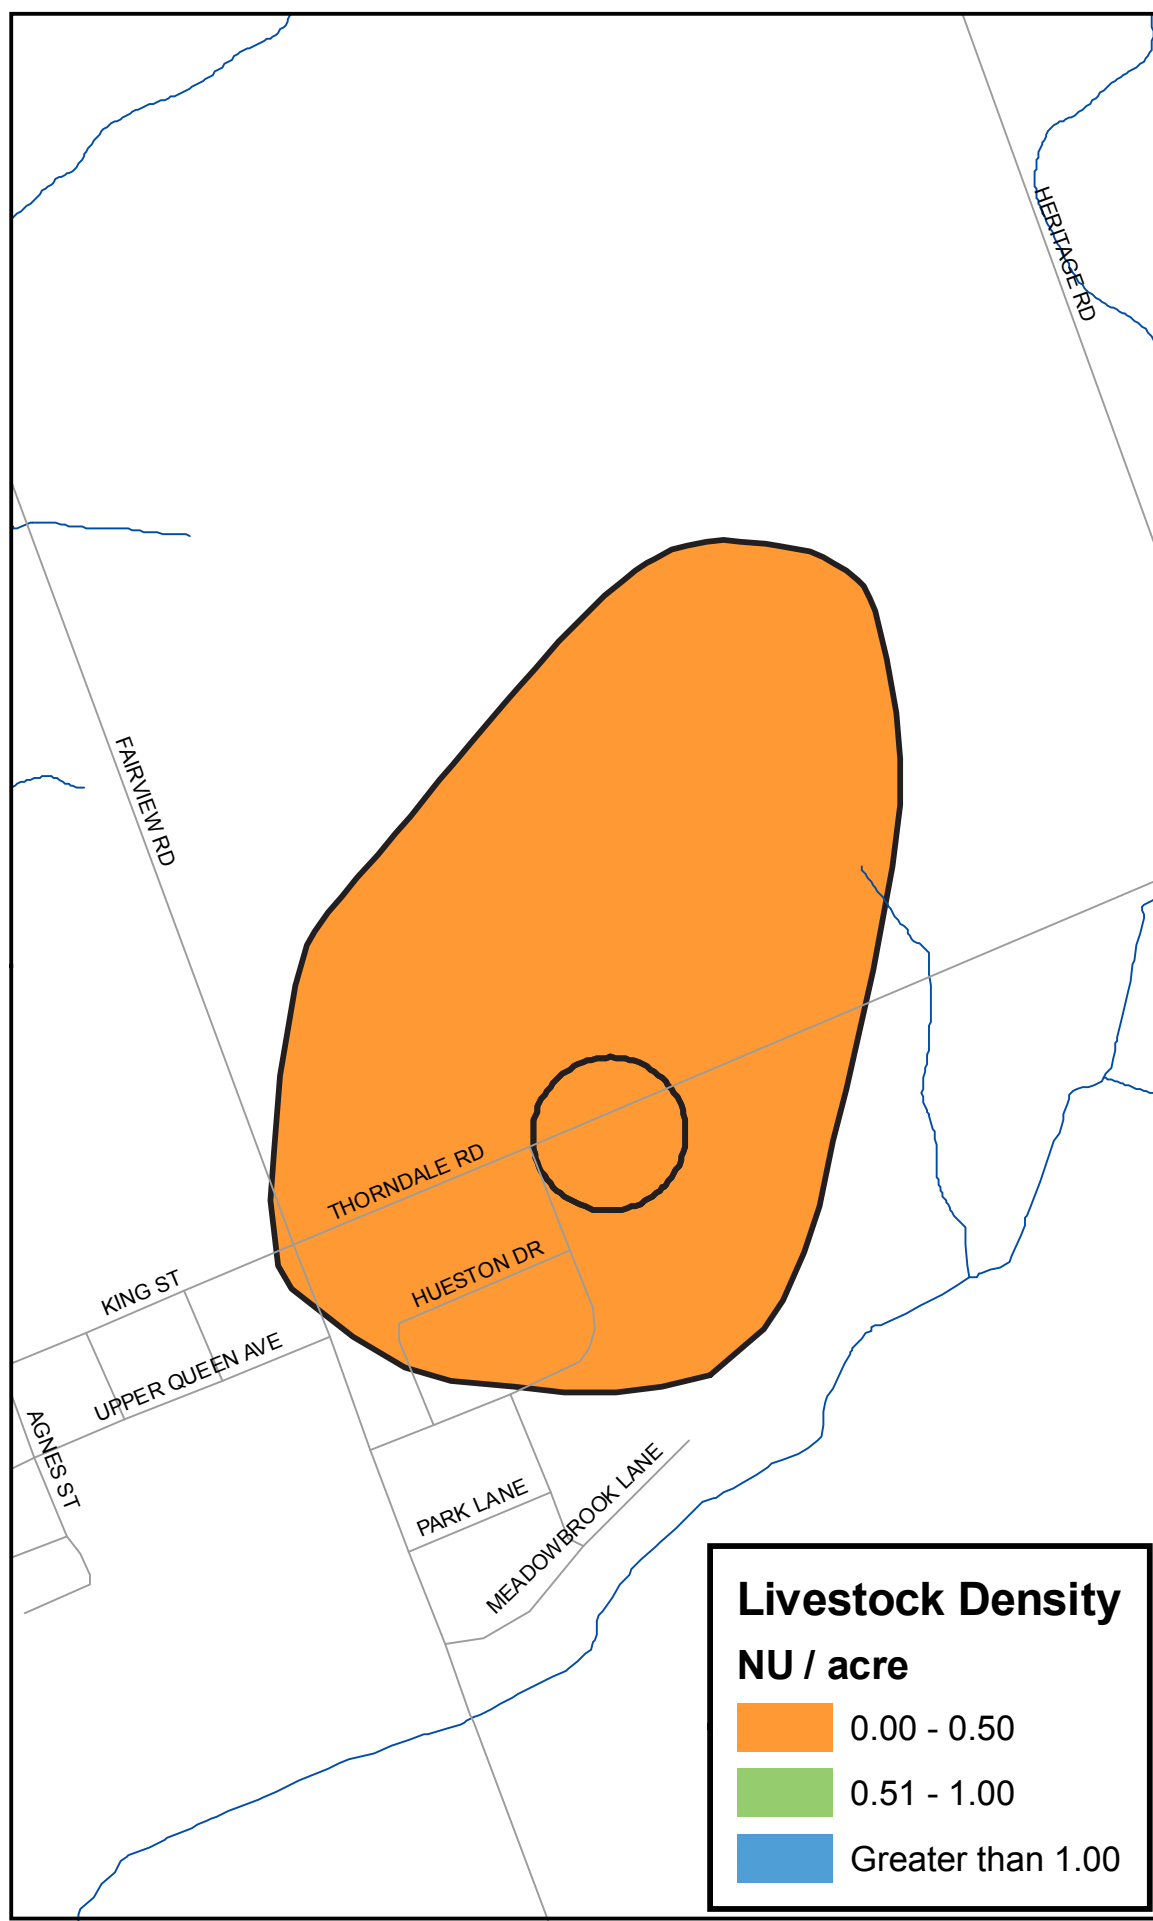 HERITAGE RD
FAIRVIEW RD
THORNDALE RD
HUESTON DR
KING ST
UPPER QUEEN AVE
AGNES ST
PARK LANE
MEADOWBROOK LANE
Livestock Density
NU / acre
0.00 - 0.50
0.51 - 1.00
Greater than 1.00